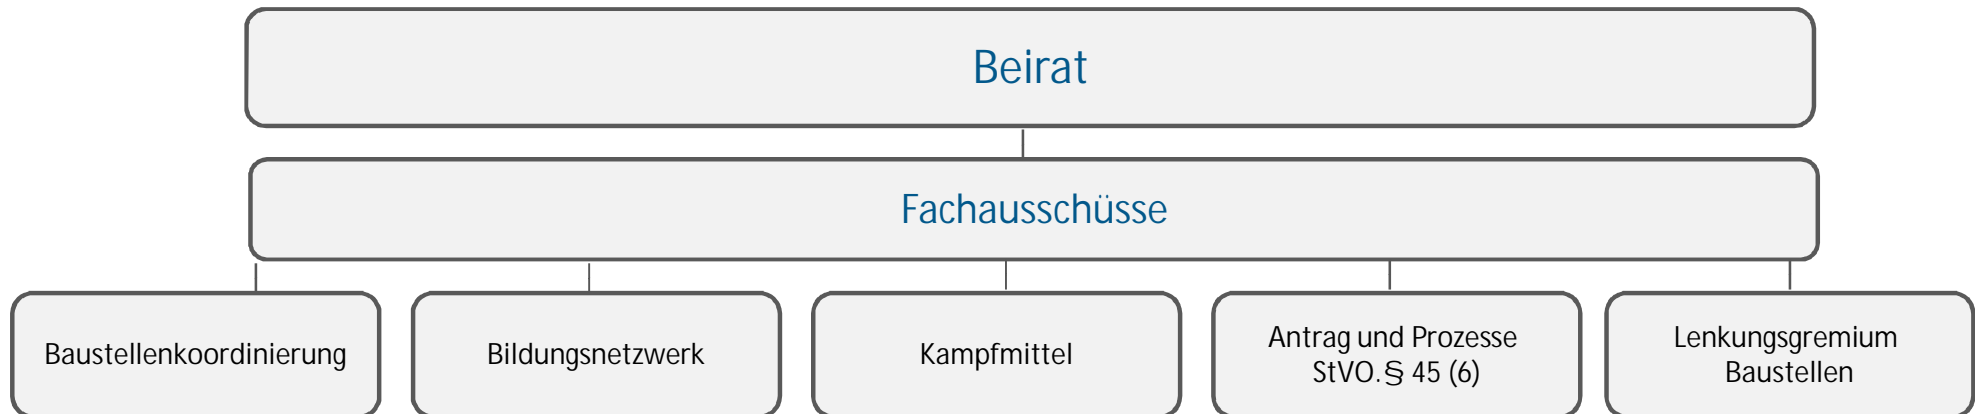 Beirat
Fachausschüsse
Baustellenkoordinierung
Bildungsnetzwerk
Kampfmittel
Antrag und Prozesse
StVO.§ 45 (6)
Lenkungsgremium
Baustellen